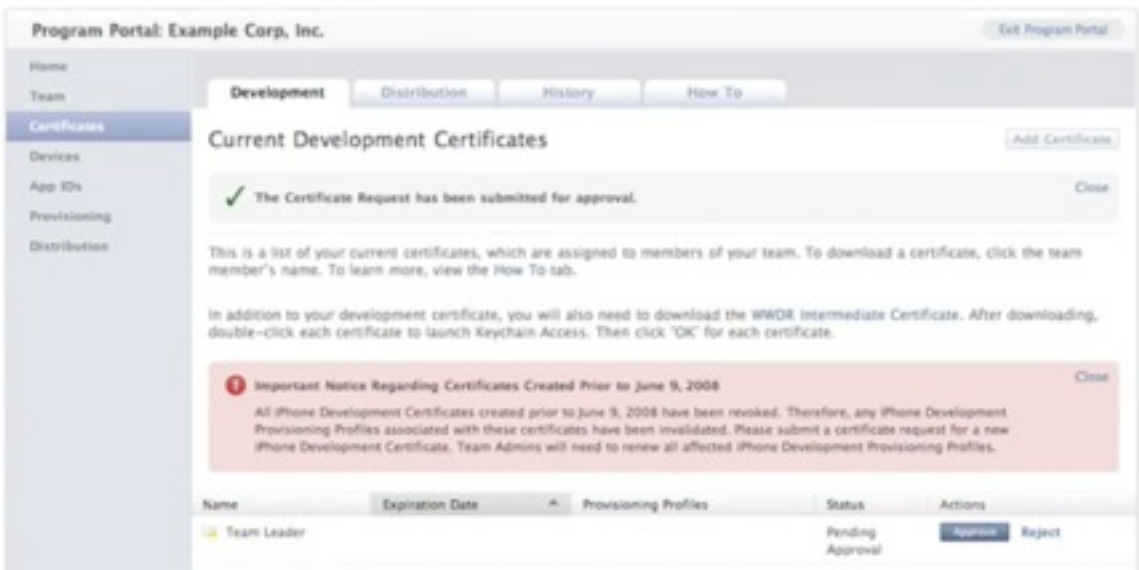 Program Portal: Example Corp, Inc.
Exit Program Portal
Home
Team
Certificates
Devices
App IDs
Provisioning
Distribution
Development
Distribution
History
How To
Current Development Certificates
Add Certificate
The Certificate Request has been submitted for approval.
Close
This is a list of your current certificates, which are assigned to members of your team. To download a certificate, click the team
member's name. To learn more, view the How To tab.
In addition to your development certificate, you will also need to download the WWDR Intermediate Certificate. After downloading,
double-click each certificate to launch Keychain Access. Then click "OK" for each certificate.
Important Notice Regarding Certificates Created Prior to June 9, 2008
Close
All iPhone Development Certificates created prior to June 9, 2008 have been revoked. Therefore, any iPhone Development
Provisioning Profiles associated with these certificates have been invalidated. Please submit a certificate request for a new
iPhone Development Certificate. Team Admins will need to renew all affected iPhone Development Provisioning Profiles.
Name
Expiration Date
Provisioning Profiles
Status
Actions
Team Leader
Pending
Approval
Approve
Reject